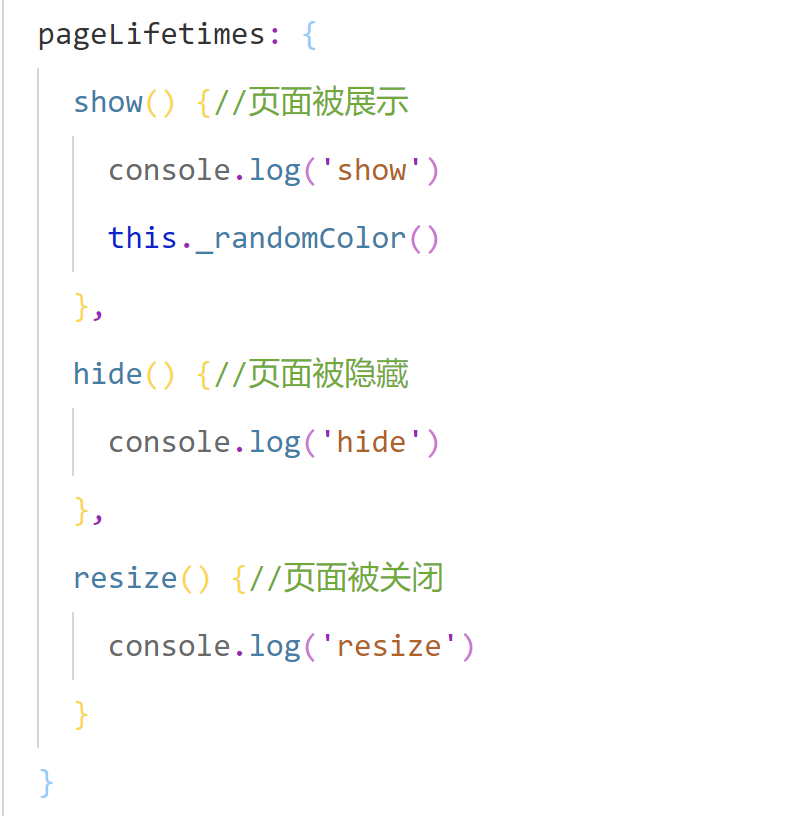 pageLifetimes: {
show() {//页面被展示
console.log('show')
this._randomColor()
},
hide() {//页面被隐藏
console.log('hide')
},
resize() {//页面被关闭
console.log('resize')
}
}